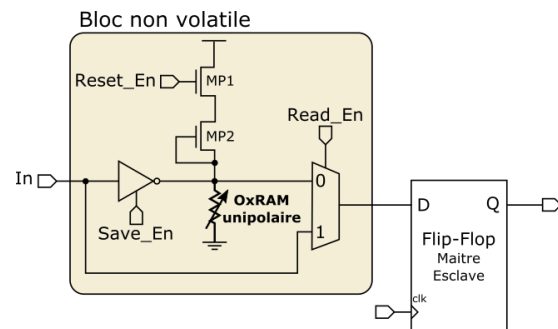 Bloc non volatile
MP1
Reset_En
MP2
Read_En
In
0
OxRAM
unipolaire
Save_En
1
D
Q
Flip-Flop
Maitre
Esclave
clk